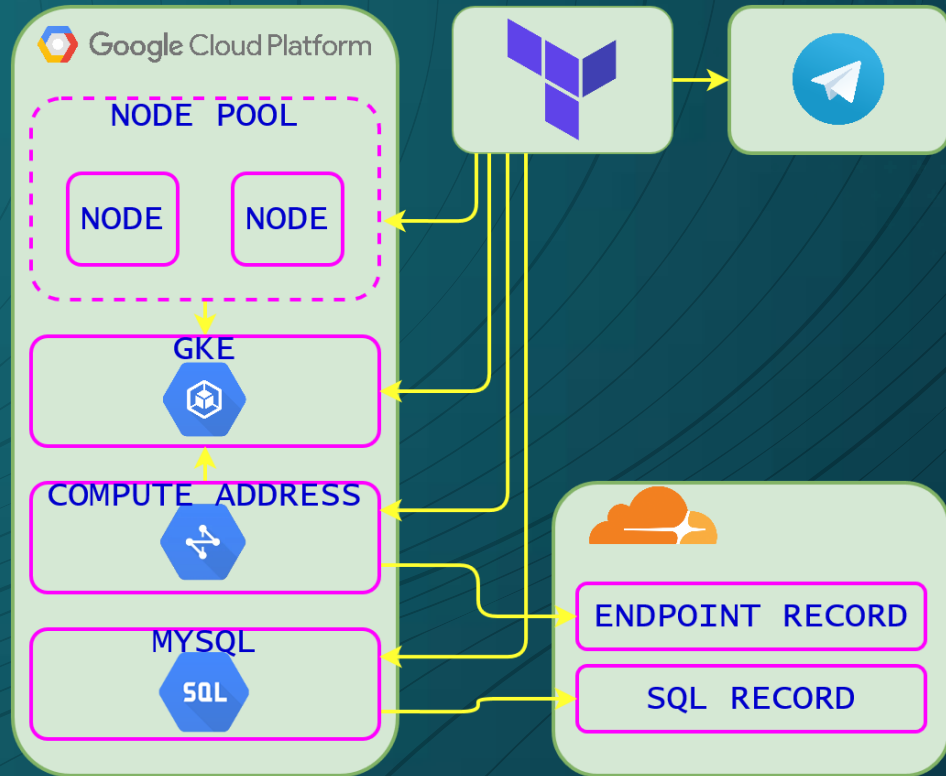 Google Cloud Platform
NODE POOL
NODE NODE
GKE
COMPUTE ADDRESS
MYSQL
SQL
ENDPOINT RECORD
SQL RECORD